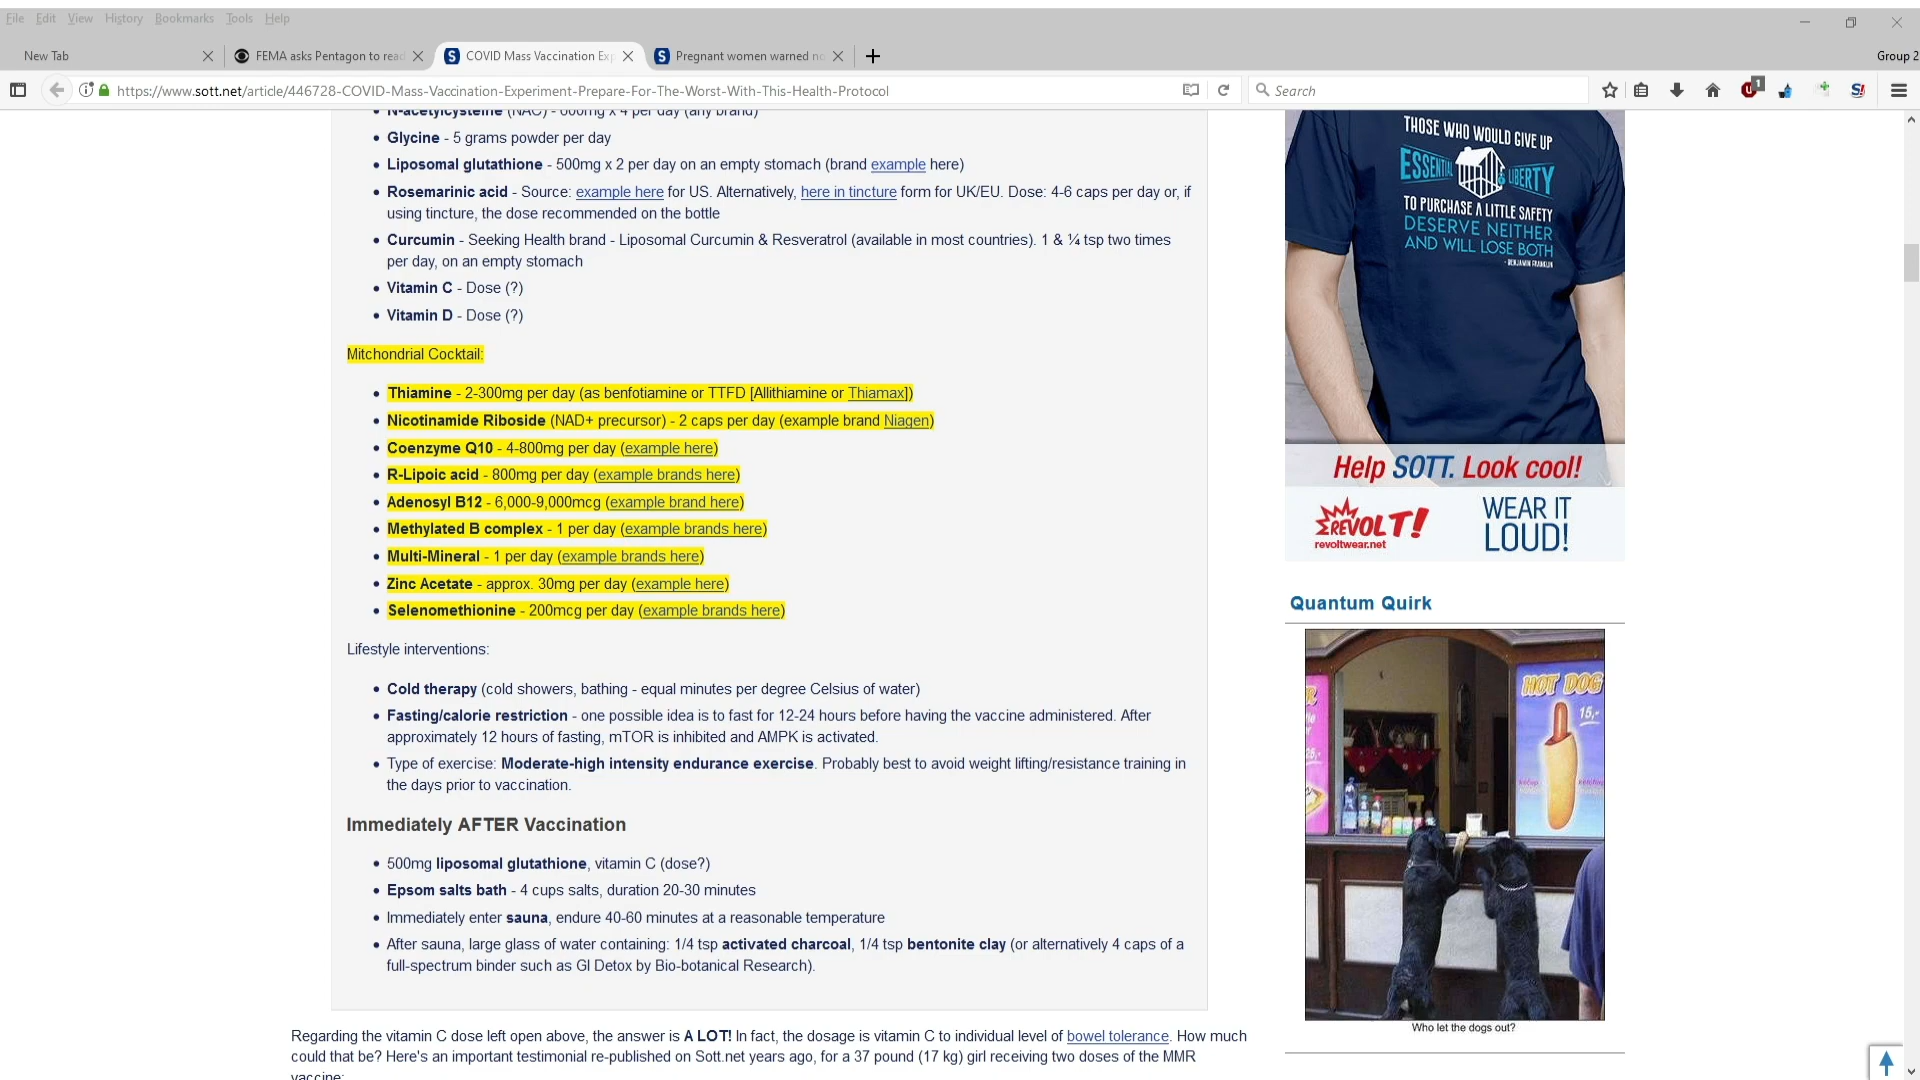 File Edit View History Bookmarks Tools Help
New Tab
FEMA asks Pentagon to read
COVID Mass Vaccination Exp
Pregnant women warned no
Group 2
https://www.sott.net/article/446728-COVID-Mass-Vaccination-Experiment-Prepare-For-The-Worst-With-This-Health-Protocol
Search
1
N-acetylcysteine (NAC) - 600mg x 4 per day (any brand)
• Glycine - 5 grams powder per day
• Liposomal glutathione - 500mg x 2 per day on an empty stomach (brand example here)
• Rosemarinic acid - Source: example here for US. Alternatively, here in tincture form for UK/EU. Dose: 4-6 caps per day or, if
using tincture, the dose recommended on the bottle
• Curcumin - Seeking Health brand - Liposomal Curcumin & Resveratrol (available in most countries). 1 & ¼ tsp two times
per day, on an empty stomach
• Vitamin C - Dose (?)
• Vitamin D - Dose (?)
Mitchondrial Cocktail:
• Thiamine - 2-300mg per day (as benfotiamine or TTFD [Allithiamine or Thiamax])
• Nicotinamide Riboside (NAD+ precursor) - 2 caps per day (example brand Niagen)
• Coenzyme Q10 - 4-800mg per day (example here)
• R-Lipoic acid - 800mg per day (example brands here)
• Adenosyl B12 - 6,000-9,000mcg (example brand here)
• Methylated B complex - 1 per day (example brands here)
• Multi-Mineral - 1 per day (example brands here)
• Zinc Acetate - approx. 30mg per day (example here)
• Selenomethionine - 200mcg per day (example brands here)
Lifestyle interventions:
• Cold therapy (cold showers, bathing - equal minutes per degree Celsius of water)
• Fasting/calorie restriction - one possible idea is to fast for 12-24 hours before having the vaccine administered. After
approximately 12 hours of fasting, mTOR is inhibited and AMPK is activated.
• Type of exercise: Moderate-high intensity endurance exercise. Probably best to avoid weight lifting/resistance training in
the days prior to vaccination.
Immediately AFTER Vaccination
• 500mg liposomal glutathione, vitamin C (dose?)
• Epsom salts bath - 4 cups salts, duration 20-30 minutes
• Immediately enter sauna, endure 40-60 minutes at a reasonable temperature
• After sauna, large glass of water containing: 1/4 tsp activated charcoal, 1/4 tsp bentonite clay (or alternatively 4 caps of a
full-spectrum binder such as GI Detox by Bio-botanical Research).
Regarding the vitamin C dose left open above, the answer is A LOT! In fact, the dosage is vitamin C to individual level of bowel tolerance. How much
could that be? Here's an important testimonial re-published on Sott.net years ago, for a 37 pound (17 kg) girl receiving two doses of the MMR
vaccine:
THOSE WHO WOULD GIVE UP
ESSENTIAL LIBERTY
TO PURCHASE A LITTLE SAFETY
DESERVE NEITHER
AND WILL LOSE BOTH
- BENJAMIN FRANKLIN
Help SOTT. Look cool!
REVOLT!
revoltwear.net
WEAR IT
LOUD!
Quantum Quirk
HOT DOG
15,-
Who let the dogs out?